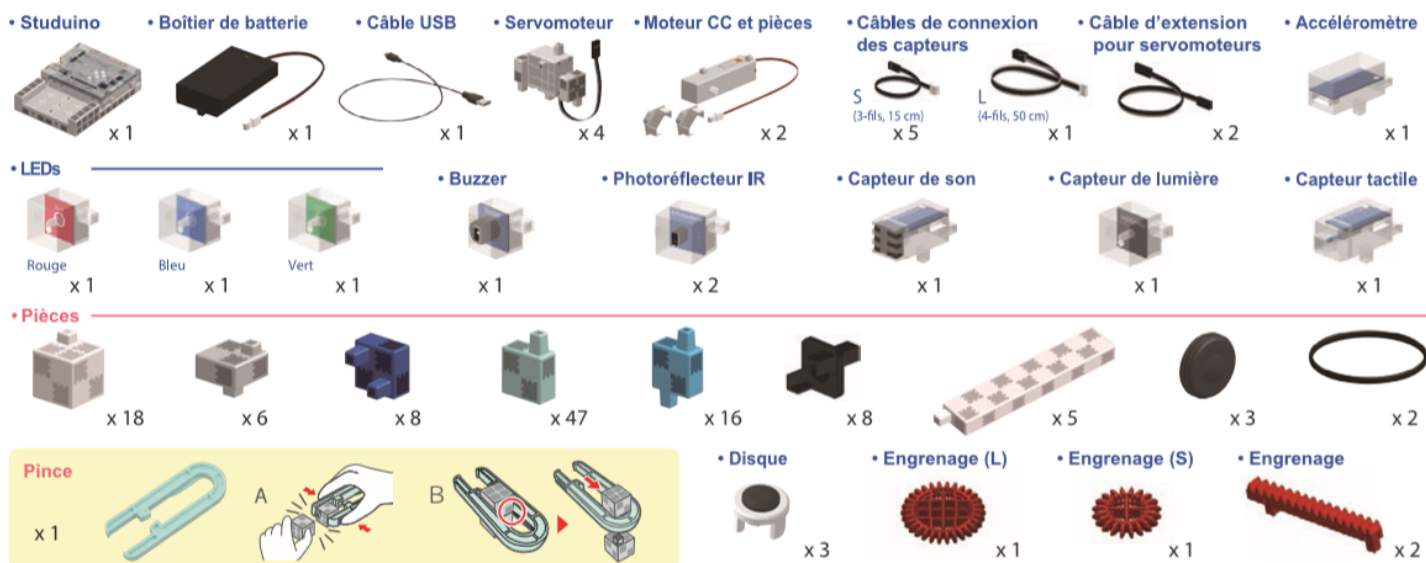 • Studuino
• Boîtier de batterie
• Câble USB
• Servomoteur
• Moteur CC et pièces
• Câbles de connexion
des capteurs
• Câble d'extension
pour servomoteurs
• Accéléromètre
S
(3-fils, 15 cm)
L
(4-fils, 50 cm)
x 1
x 1
x 1
x 4
x 2
x 5
x 1
x 2
x 1
• LEDs
• Buzzer
• Photoréflecteur IR
• Capteur de son
• Capteur de lumière
• Capteur tactile
Rouge
Bleu
Vert
x 1
x 1
x 1
x 1
x 2
x 1
x 1
x 1
• Pièces
x 18
x 6
x 8
x 47
x 16
x 8
x 5
x 3
x 2
Pince
x 1
A
B
• Disque
• Engrenage (L)
• Engrenage (S)
• Engrenage
x 3
x 1
x 1
x 2